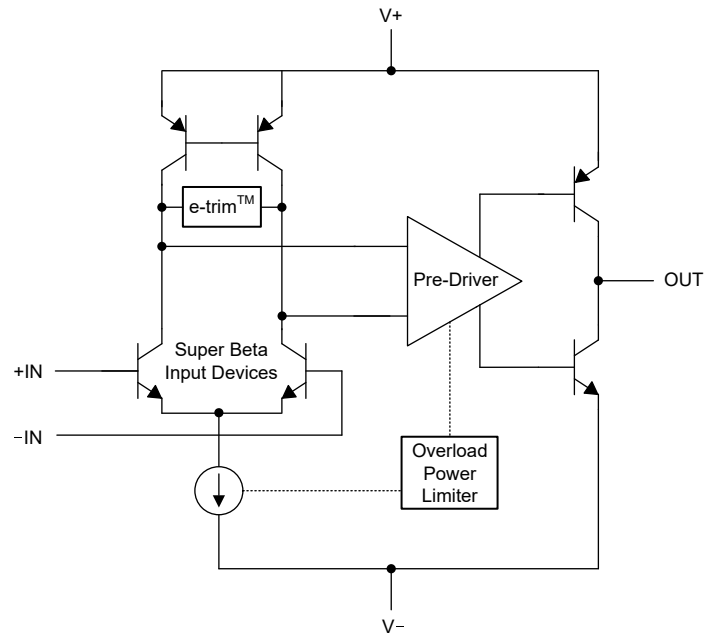 V+
e-trim™
Pre-Driver
OUT
Super Beta
Input Devices
+IN
−IN
Overload
Power
Limiter
V−